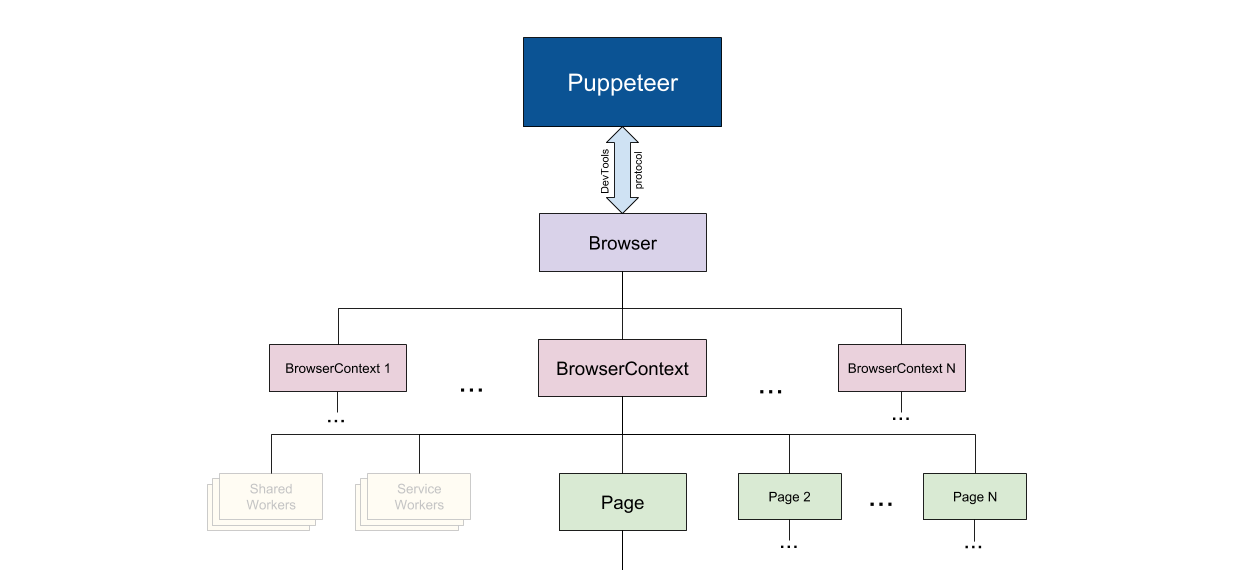 Puppeteer
DevTools
protocol
Browser
BrowserContext 1
...
BrowserContext
...
BrowserContext N
...
...
Shared
Workers
Service
Workers
Page
Page 2
...
Page N
...
...